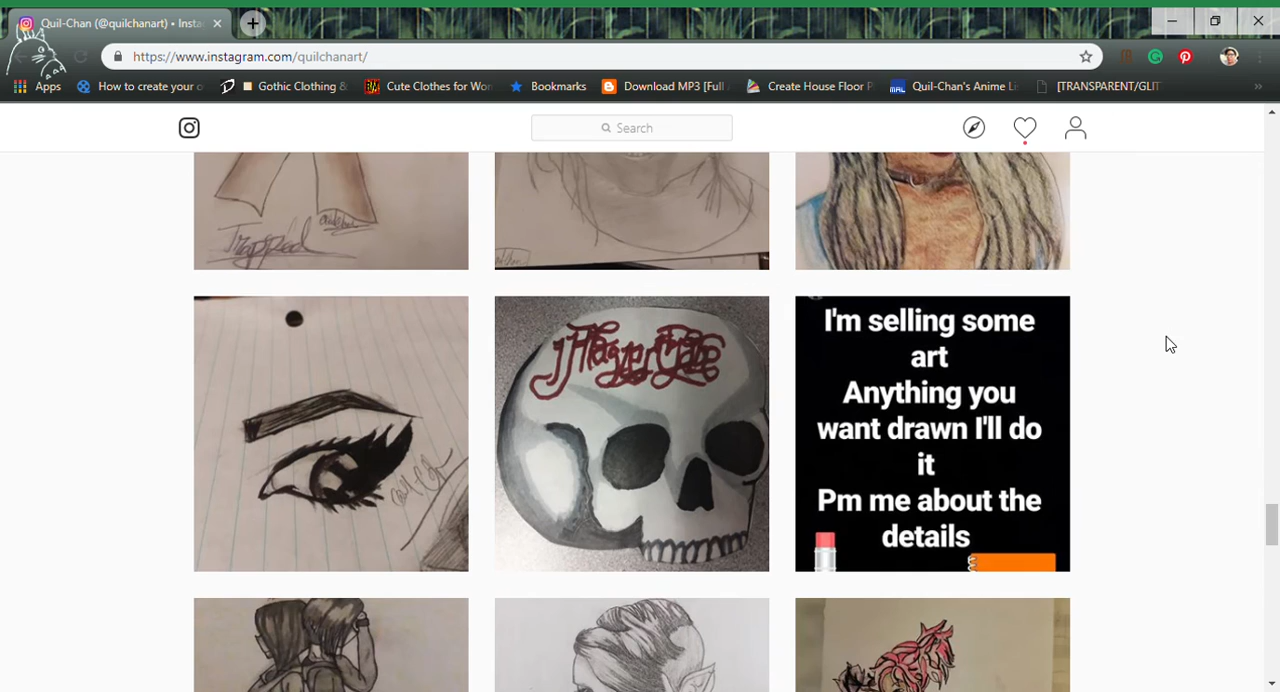 Quil-Chan (@quilchanart) • Insta
https://www.instagram.com/quilchanart/
Apps
How to create your o
Gothic Clothing &
Cute Clothes for Wom
Bookmarks
Download MP3 [Full
Create House Floor P
Quil-Chan's Anime Li
[TRANSPARENT/GLIT
»
Search
Trapped
I'm selling some
art
Anything you
want drawn I'll do
it
Pm me about the
details